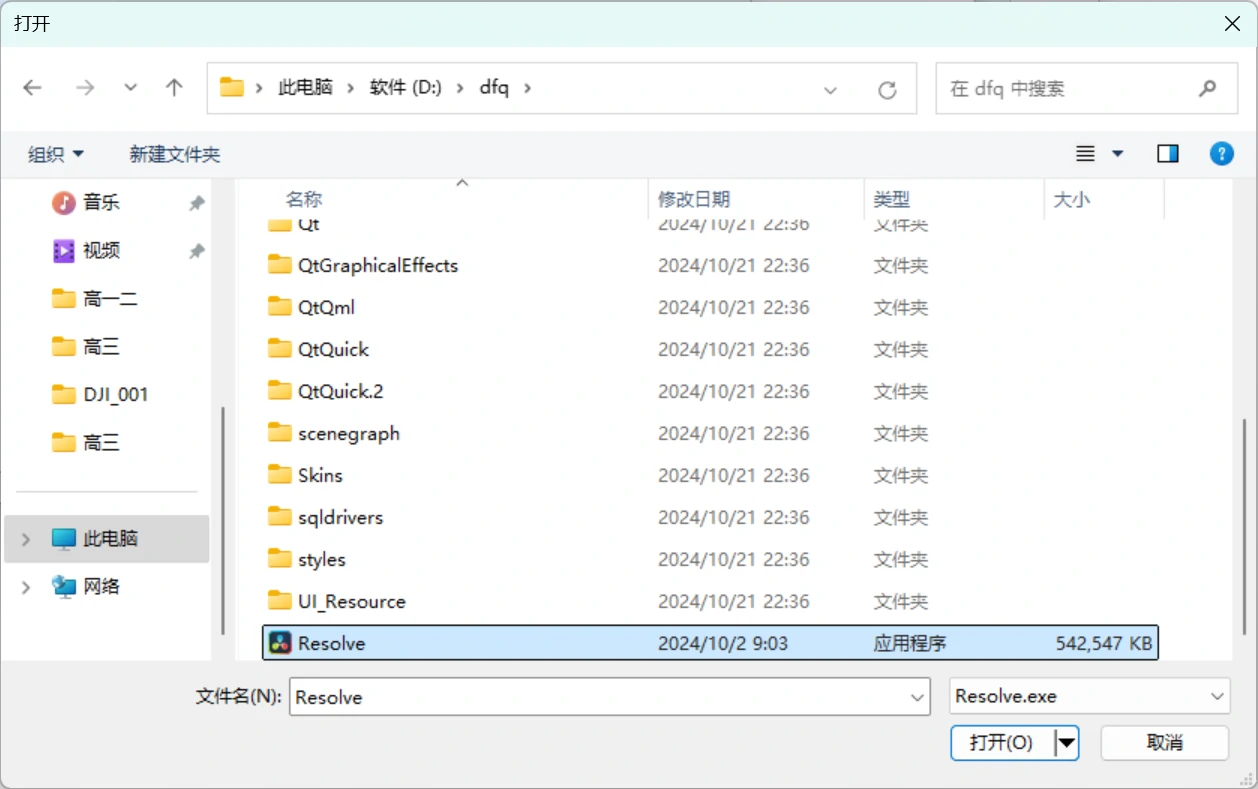 打开
此电脑 > 软件 (D:) > dfq >
在 dfq 中搜索
组织 新建文件夹
音乐
视频
高一二
高三
DJI_001
高三
此电脑
网络
名称 修改日期 类型 大小
Qt 2024/10/21 22:36 文件夹
QtGraphicalEffects 2024/10/21 22:36 文件夹
QtQml 2024/10/21 22:36 文件夹
QtQuick 2024/10/21 22:36 文件夹
QtQuick.2 2024/10/21 22:36 文件夹
scenegraph 2024/10/21 22:36 文件夹
Skins 2024/10/21 22:36 文件夹
sqldrivers 2024/10/21 22:36 文件夹
styles 2024/10/21 22:36 文件夹
UI_Resource 2024/10/21 22:36 文件夹
Resolve 2024/10/2 9:03 应用程序 542,547 KB
文件名(N): Resolve Resolve.exe
打开(O) 取消